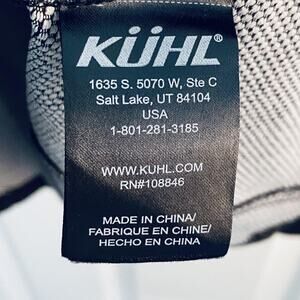 KÜHL®
1635 S. 5070 W, Ste C
Salt Lake, UT 84104
USA
1-801-281-3185
WWW.KUHL.COM
RN#108846
MADE IN CHINA/
FABRIQUE EN CHINE/
HECHO EN CHINA